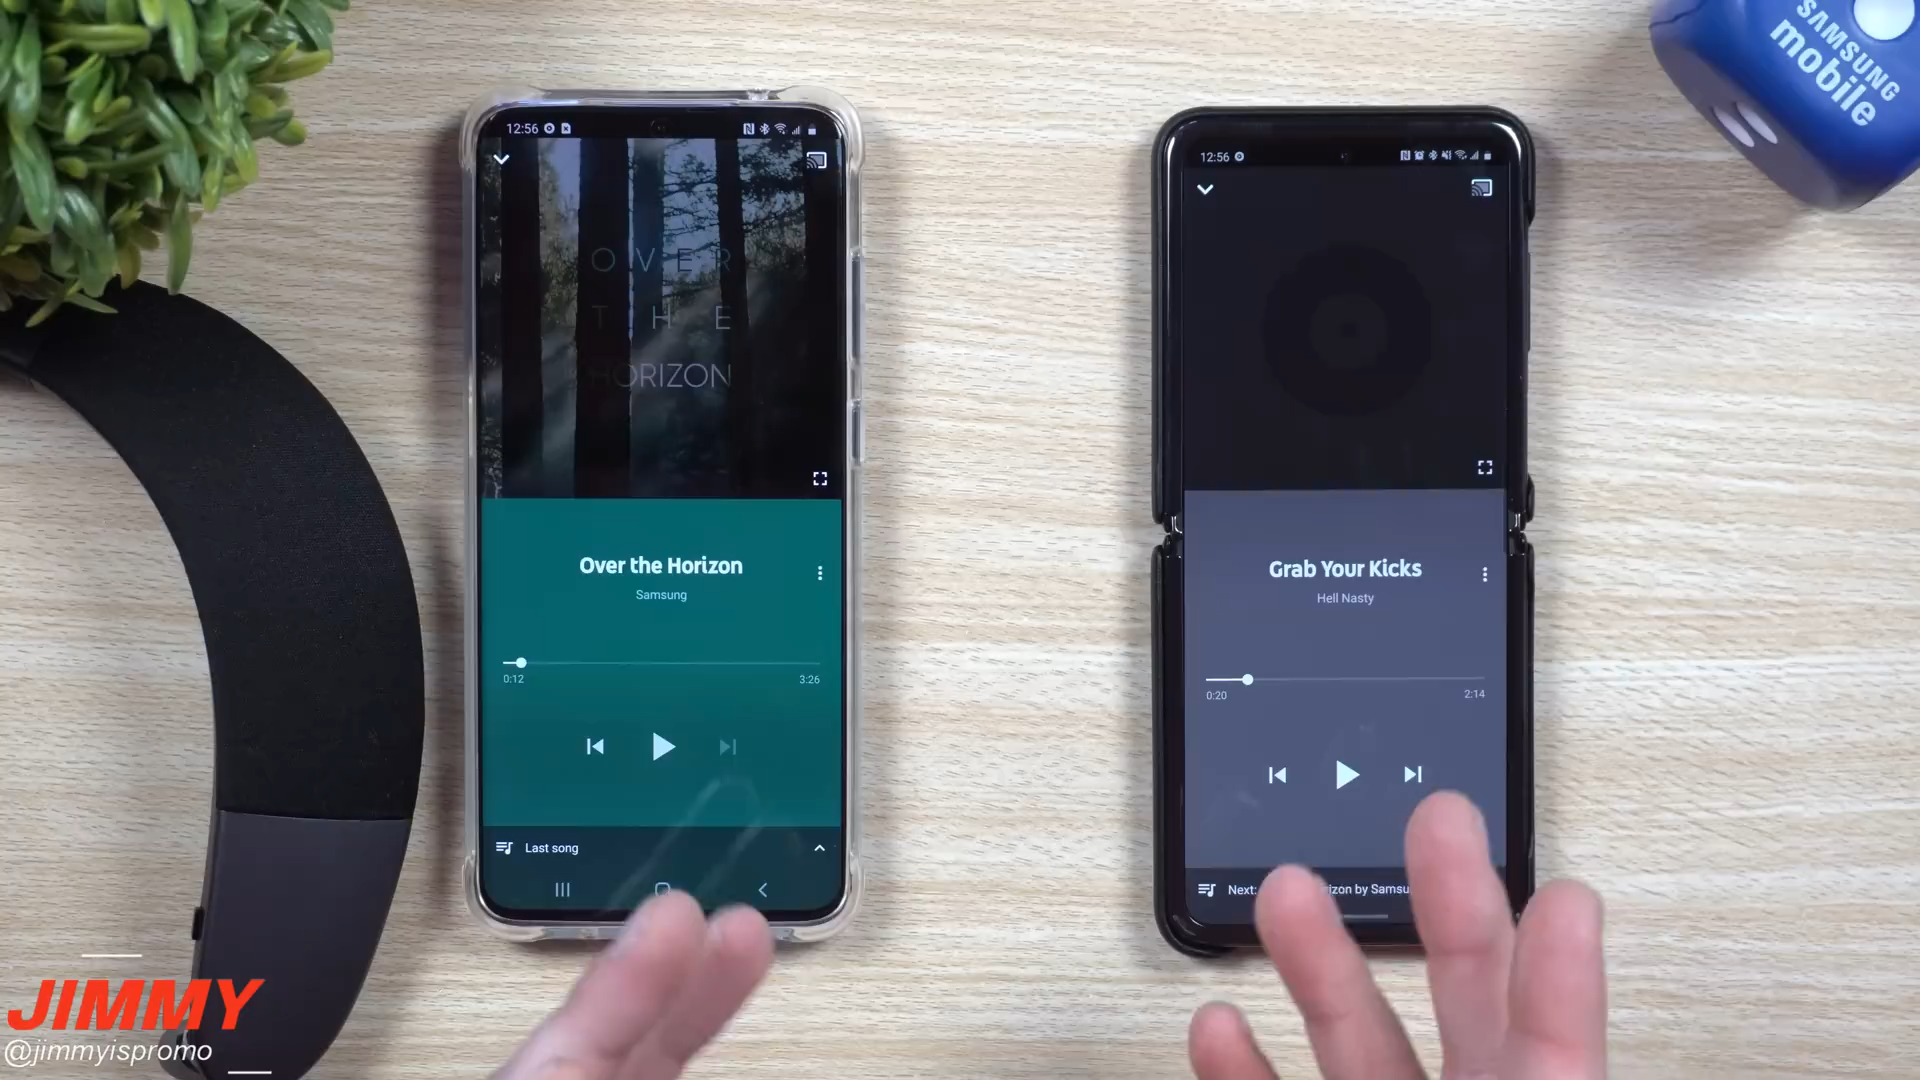 SAMSUNG
mobile
12:56
OVER
THE
HORIZON
Over the Horizon
Samsung
0:12
3:26
Last song
12:56
Grab Your Kicks
Hell Nasty
0:20
2:14
Next:
rizon by Samsu
JIMMY
@jimmyispromo